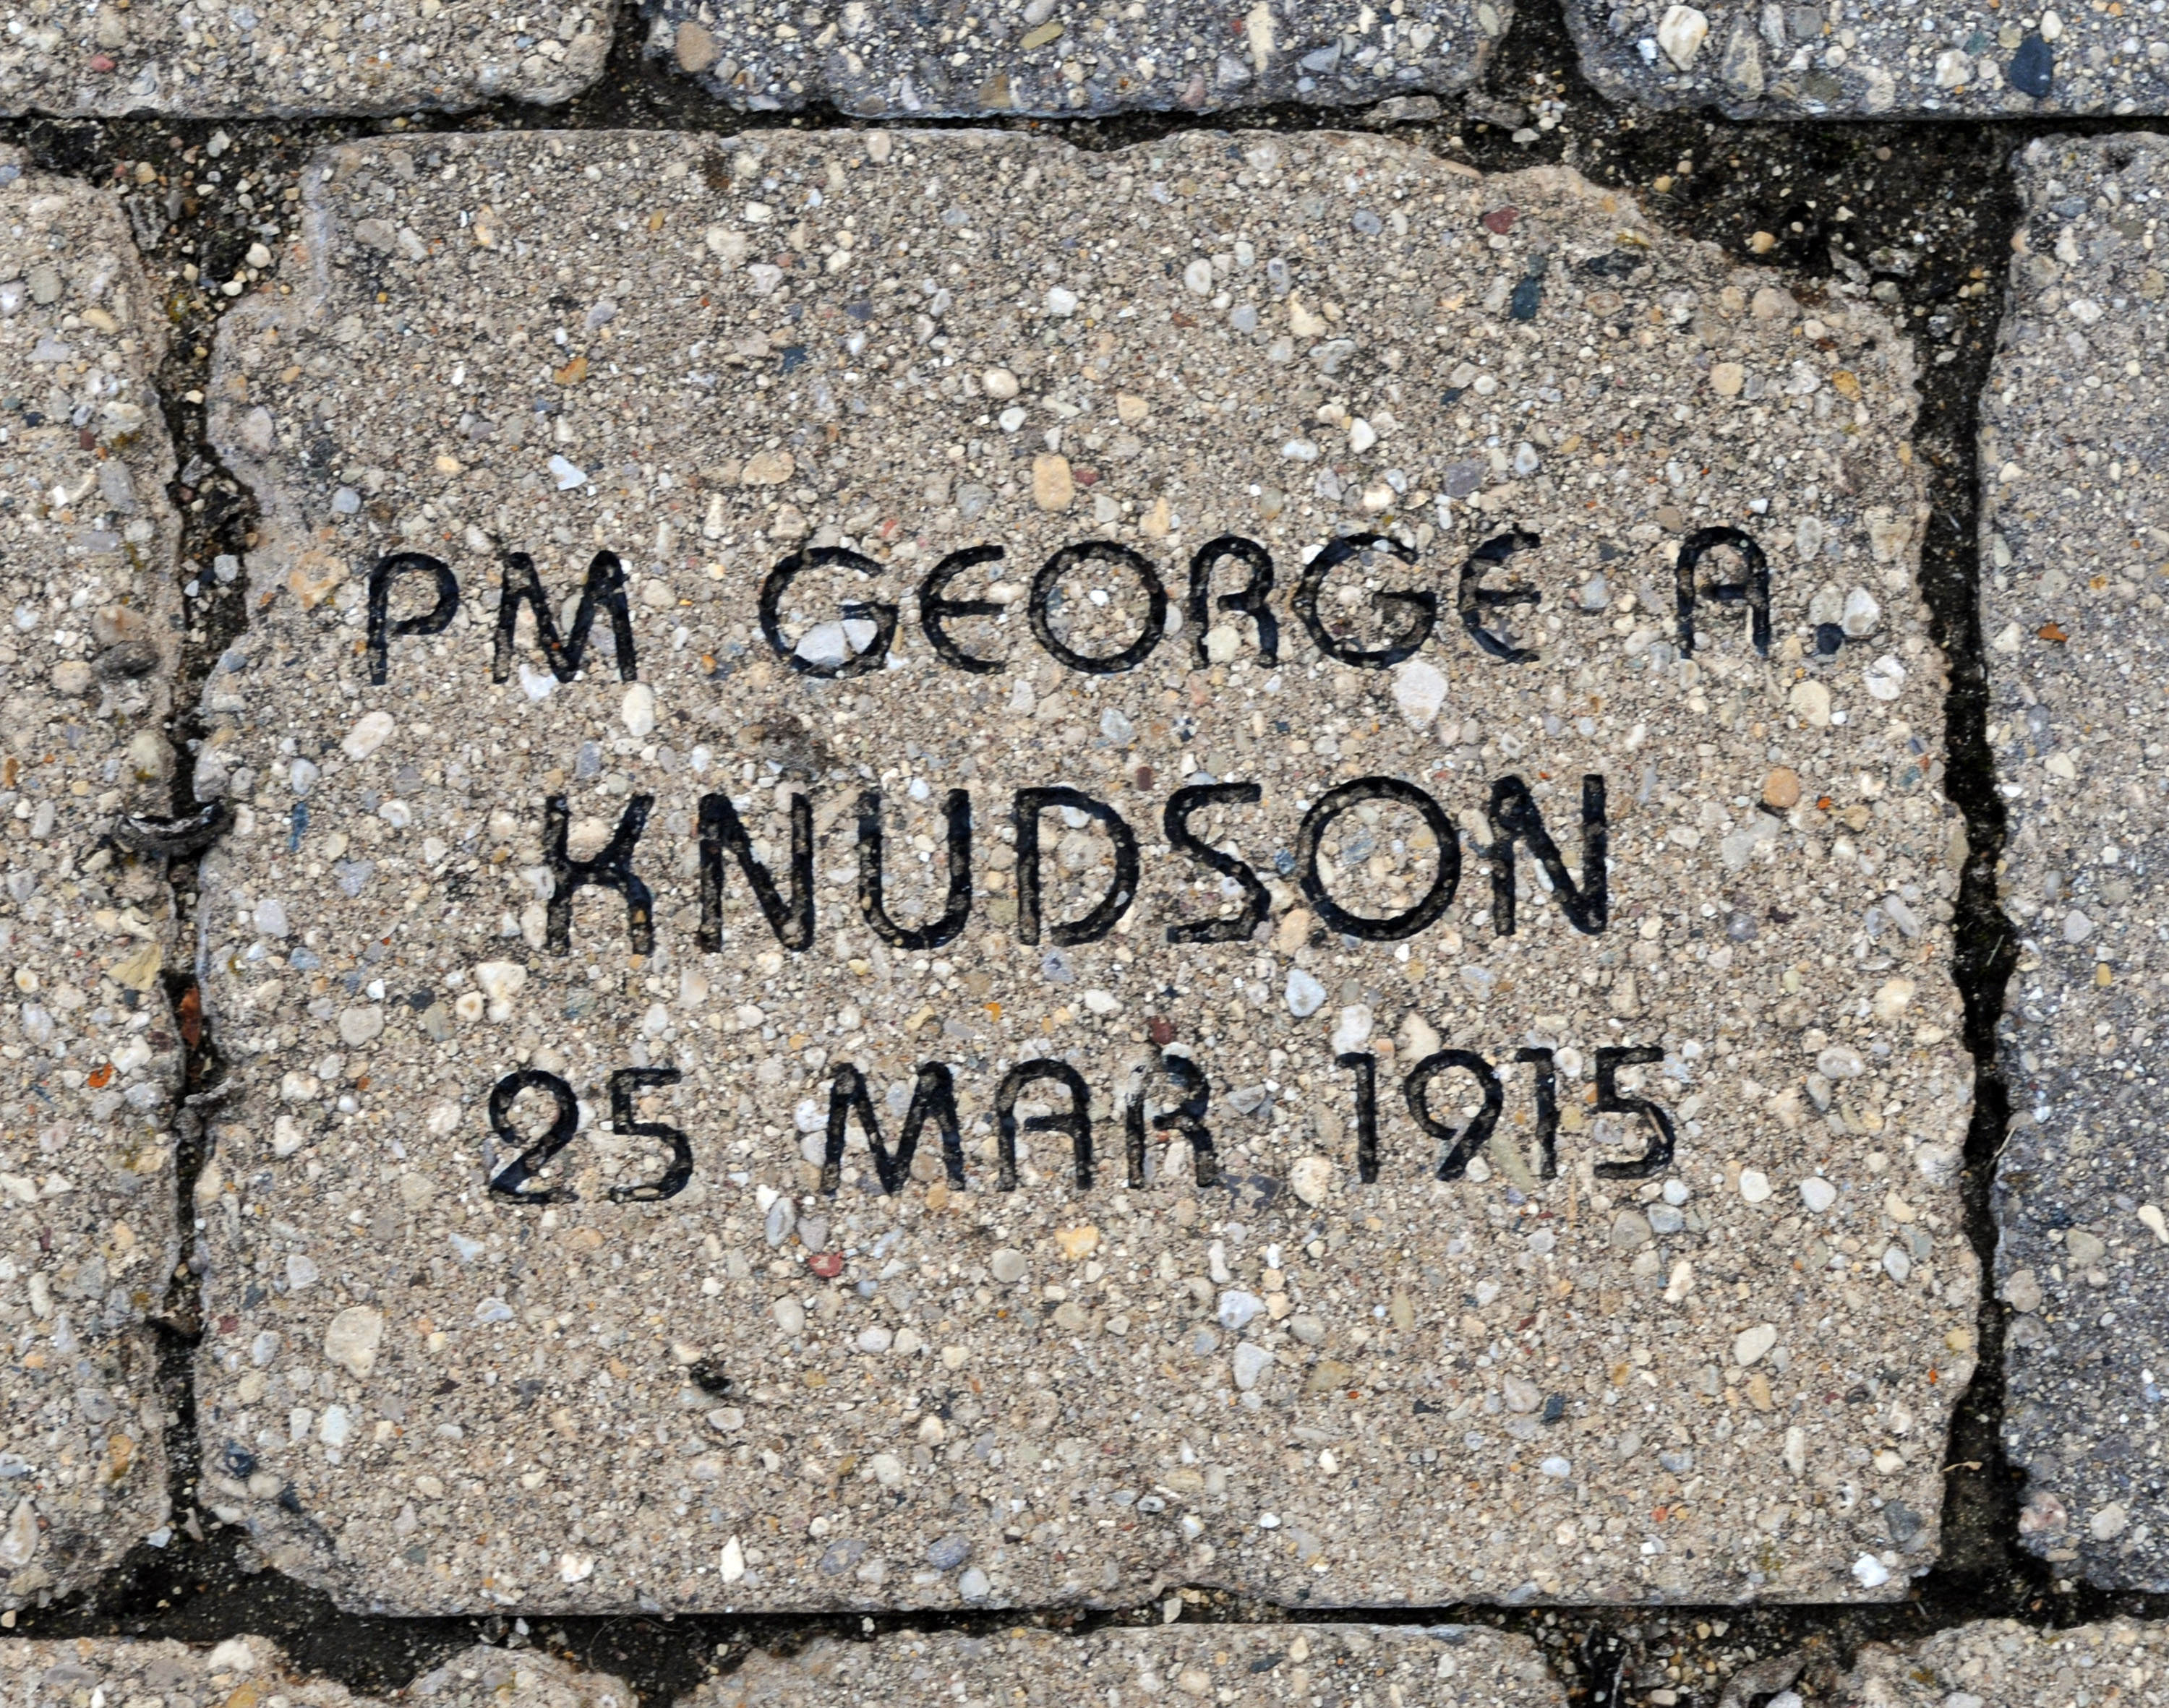 PM GEORGE A.
KNUDSON
25 MAR 1915